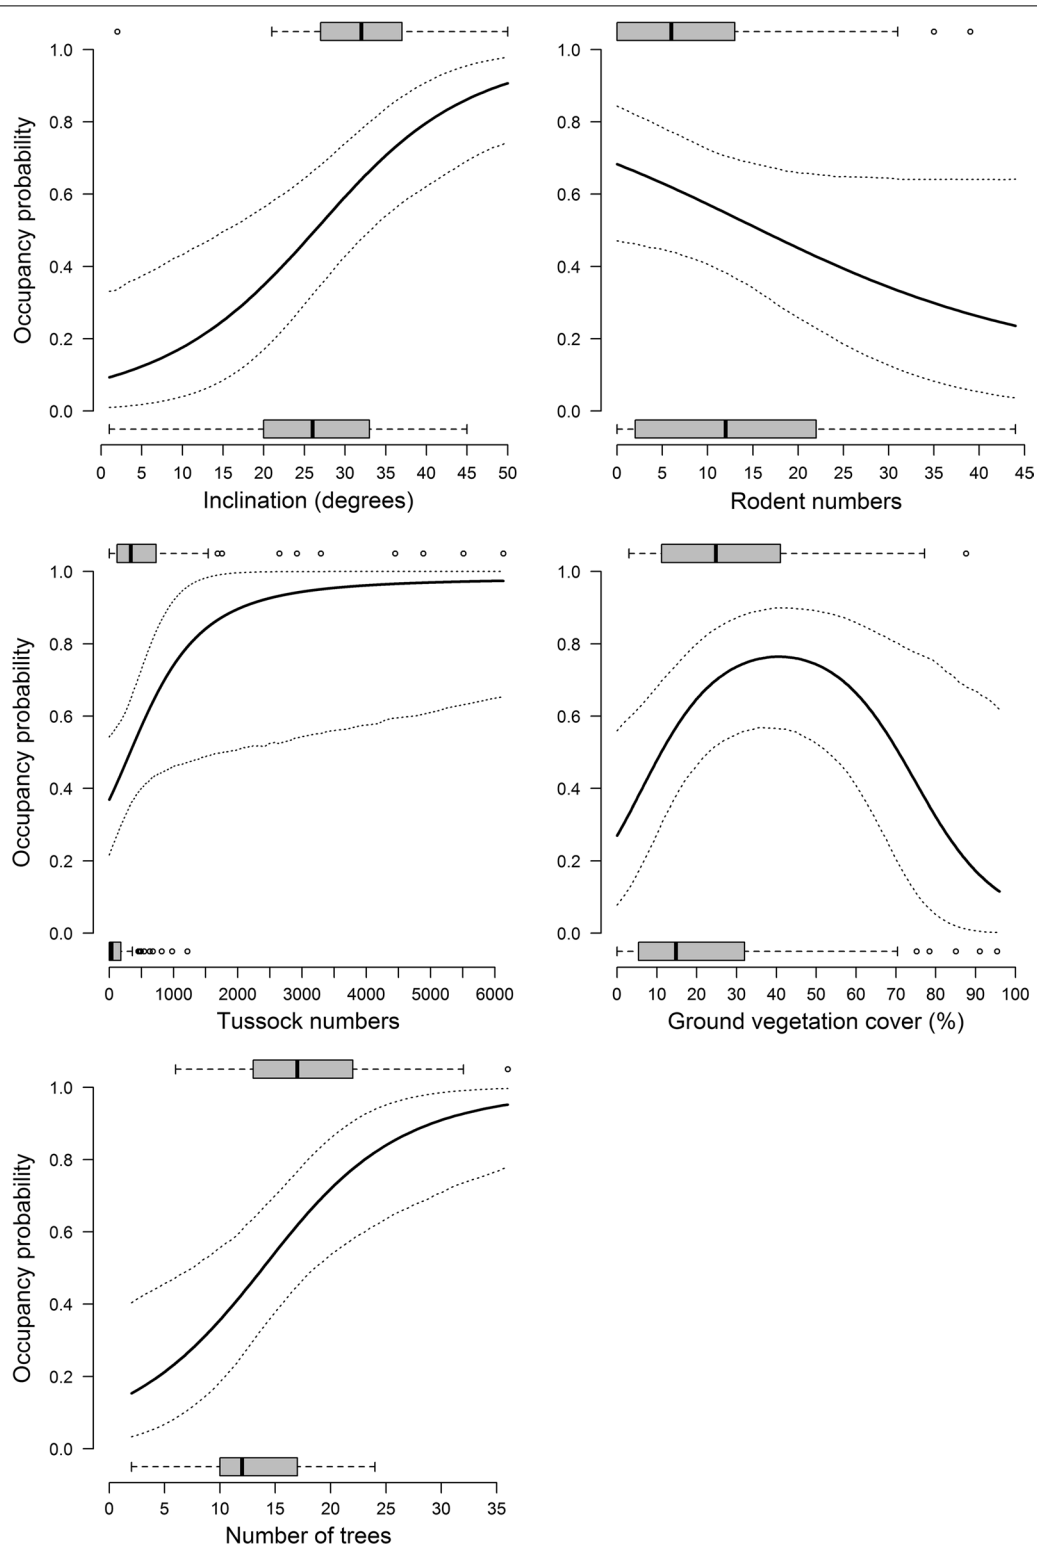 1.0
0.8
0.6
0.4
0.2
0.0
Occupancy probability
0 5 10 15 20 25 30 35 40 45 50
Inclination (degrees)
1.0
0.8
0.6
0.4
0.2
0.0
0 5 10 15 20 25 30 35 40 45
Rodent numbers
1.0
0.8
0.6
0.4
0.2
0.0
Occupancy probability
0 1000 2000 3000 4000 5000 6000
Tussock numbers
1.0
0.8
0.6
0.4
0.2
0.0
0 10 20 30 40 50 60 70 80 90 100
Ground vegetation cover (%)
1.0
0.8
0.6
0.4
0.2
0.0
Occupancy probability
0 5 10 15 20 25 30 35
Number of trees